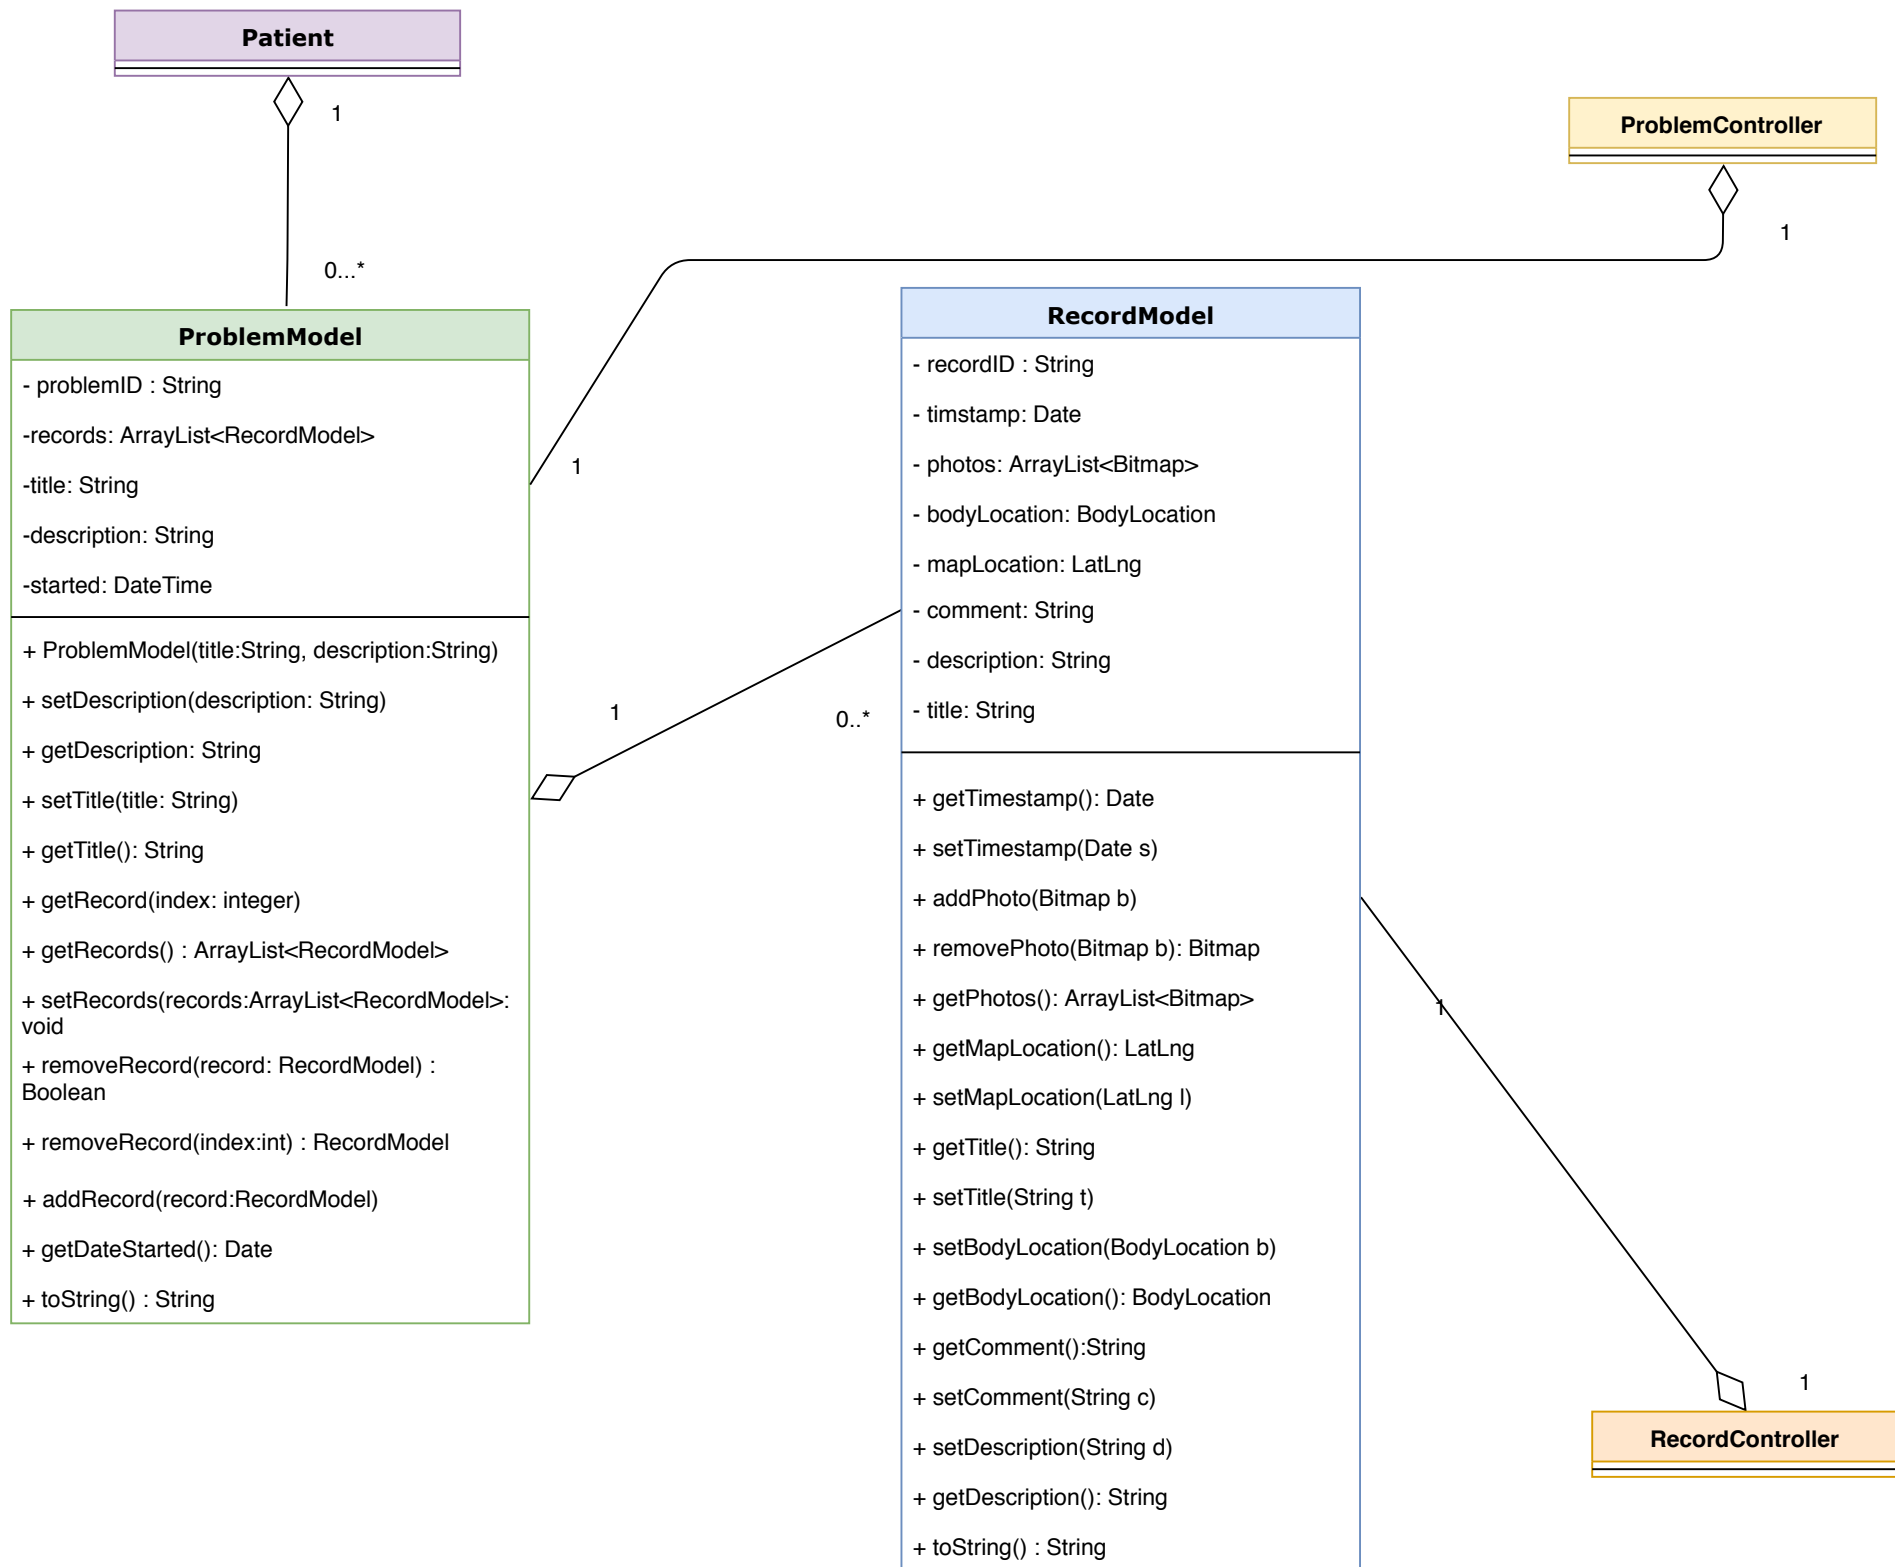 Patient
1
0...*
ProblemController
1
1
ProblemModel
- problemID : String
-records: ArrayList<RecordModel>
-title: String
-description: String
-started: DateTime
+ ProblemModel(title:String, description:String)
+ setDescription(description: String)
+ getDescription: String
+ setTitle(title: String)
+ getTitle(): String
+ getRecord(index: integer)
+ getRecords() : ArrayList<RecordModel>
+ setRecords(records:ArrayList<RecordModel>:
void
+ removeRecord(record: RecordModel) :
Boolean
+ removeRecord(index:int) : RecordModel
+ addRecord(record:RecordModel)
+ getDateStarted(): Date
+ toString() : String
1
0..*
RecordModel
- recordID : String
- timstamp: Date
- photos: ArrayList<Bitmap>
- bodyLocation: BodyLocation
- mapLocation: LatLng
- comment: String
- description: String
- title: String
+ getTimestamp(): Date
+ setTimestamp(Date s)
+ addPhoto(Bitmap b)
+ removePhoto(Bitmap b): Bitmap
+ getPhotos(): ArrayList<Bitmap>
+ getMapLocation(): LatLng
+ setMapLocation(LatLng l)
+ getTitle(): String
+ setTitle(String t)
+ setBodyLocation(BodyLocation b)
+ getBodyLocation(): BodyLocation
+ getComment():String
+ setComment(String c)
+ setDescription(String d)
+ getDescription(): String
+ toString() : String
1
1
RecordController